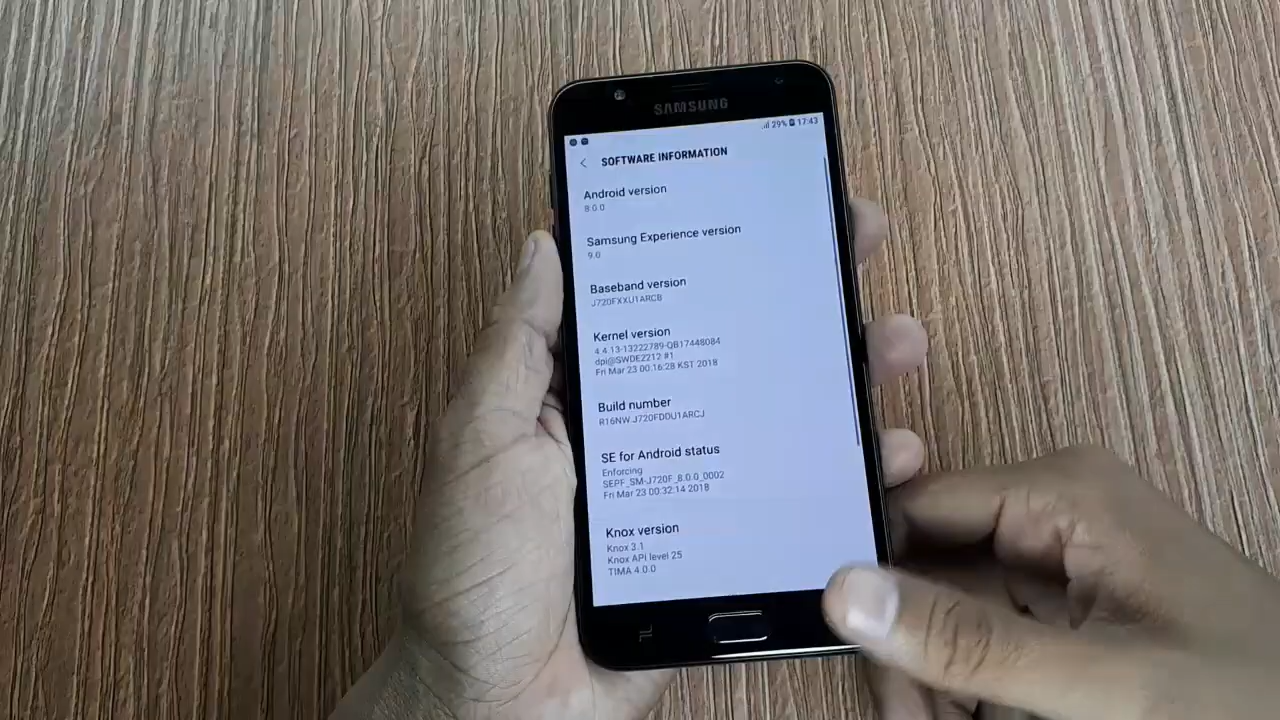 SAMSUNG
29% 17:43
SOFTWARE INFORMATION
Android version
8.0.0
Samsung Experience version
9.0
Baseband version
J720FXXU1ARCB
Kernel version
4.4.13-13222789-QB17448084
dpi@SWDE2212 #1
Fri Mar 23 00:16:28 KST 2018
Build number
R16NW.J720FDDU1ARCJ
SE for Android status
Enforcing
SEPF_SM-J720F_8.0.0_0002
Fri Mar 23 00:32:14 2018
Knox version
Knox 3.1
Knox API level 25
TIMA 4.0.0